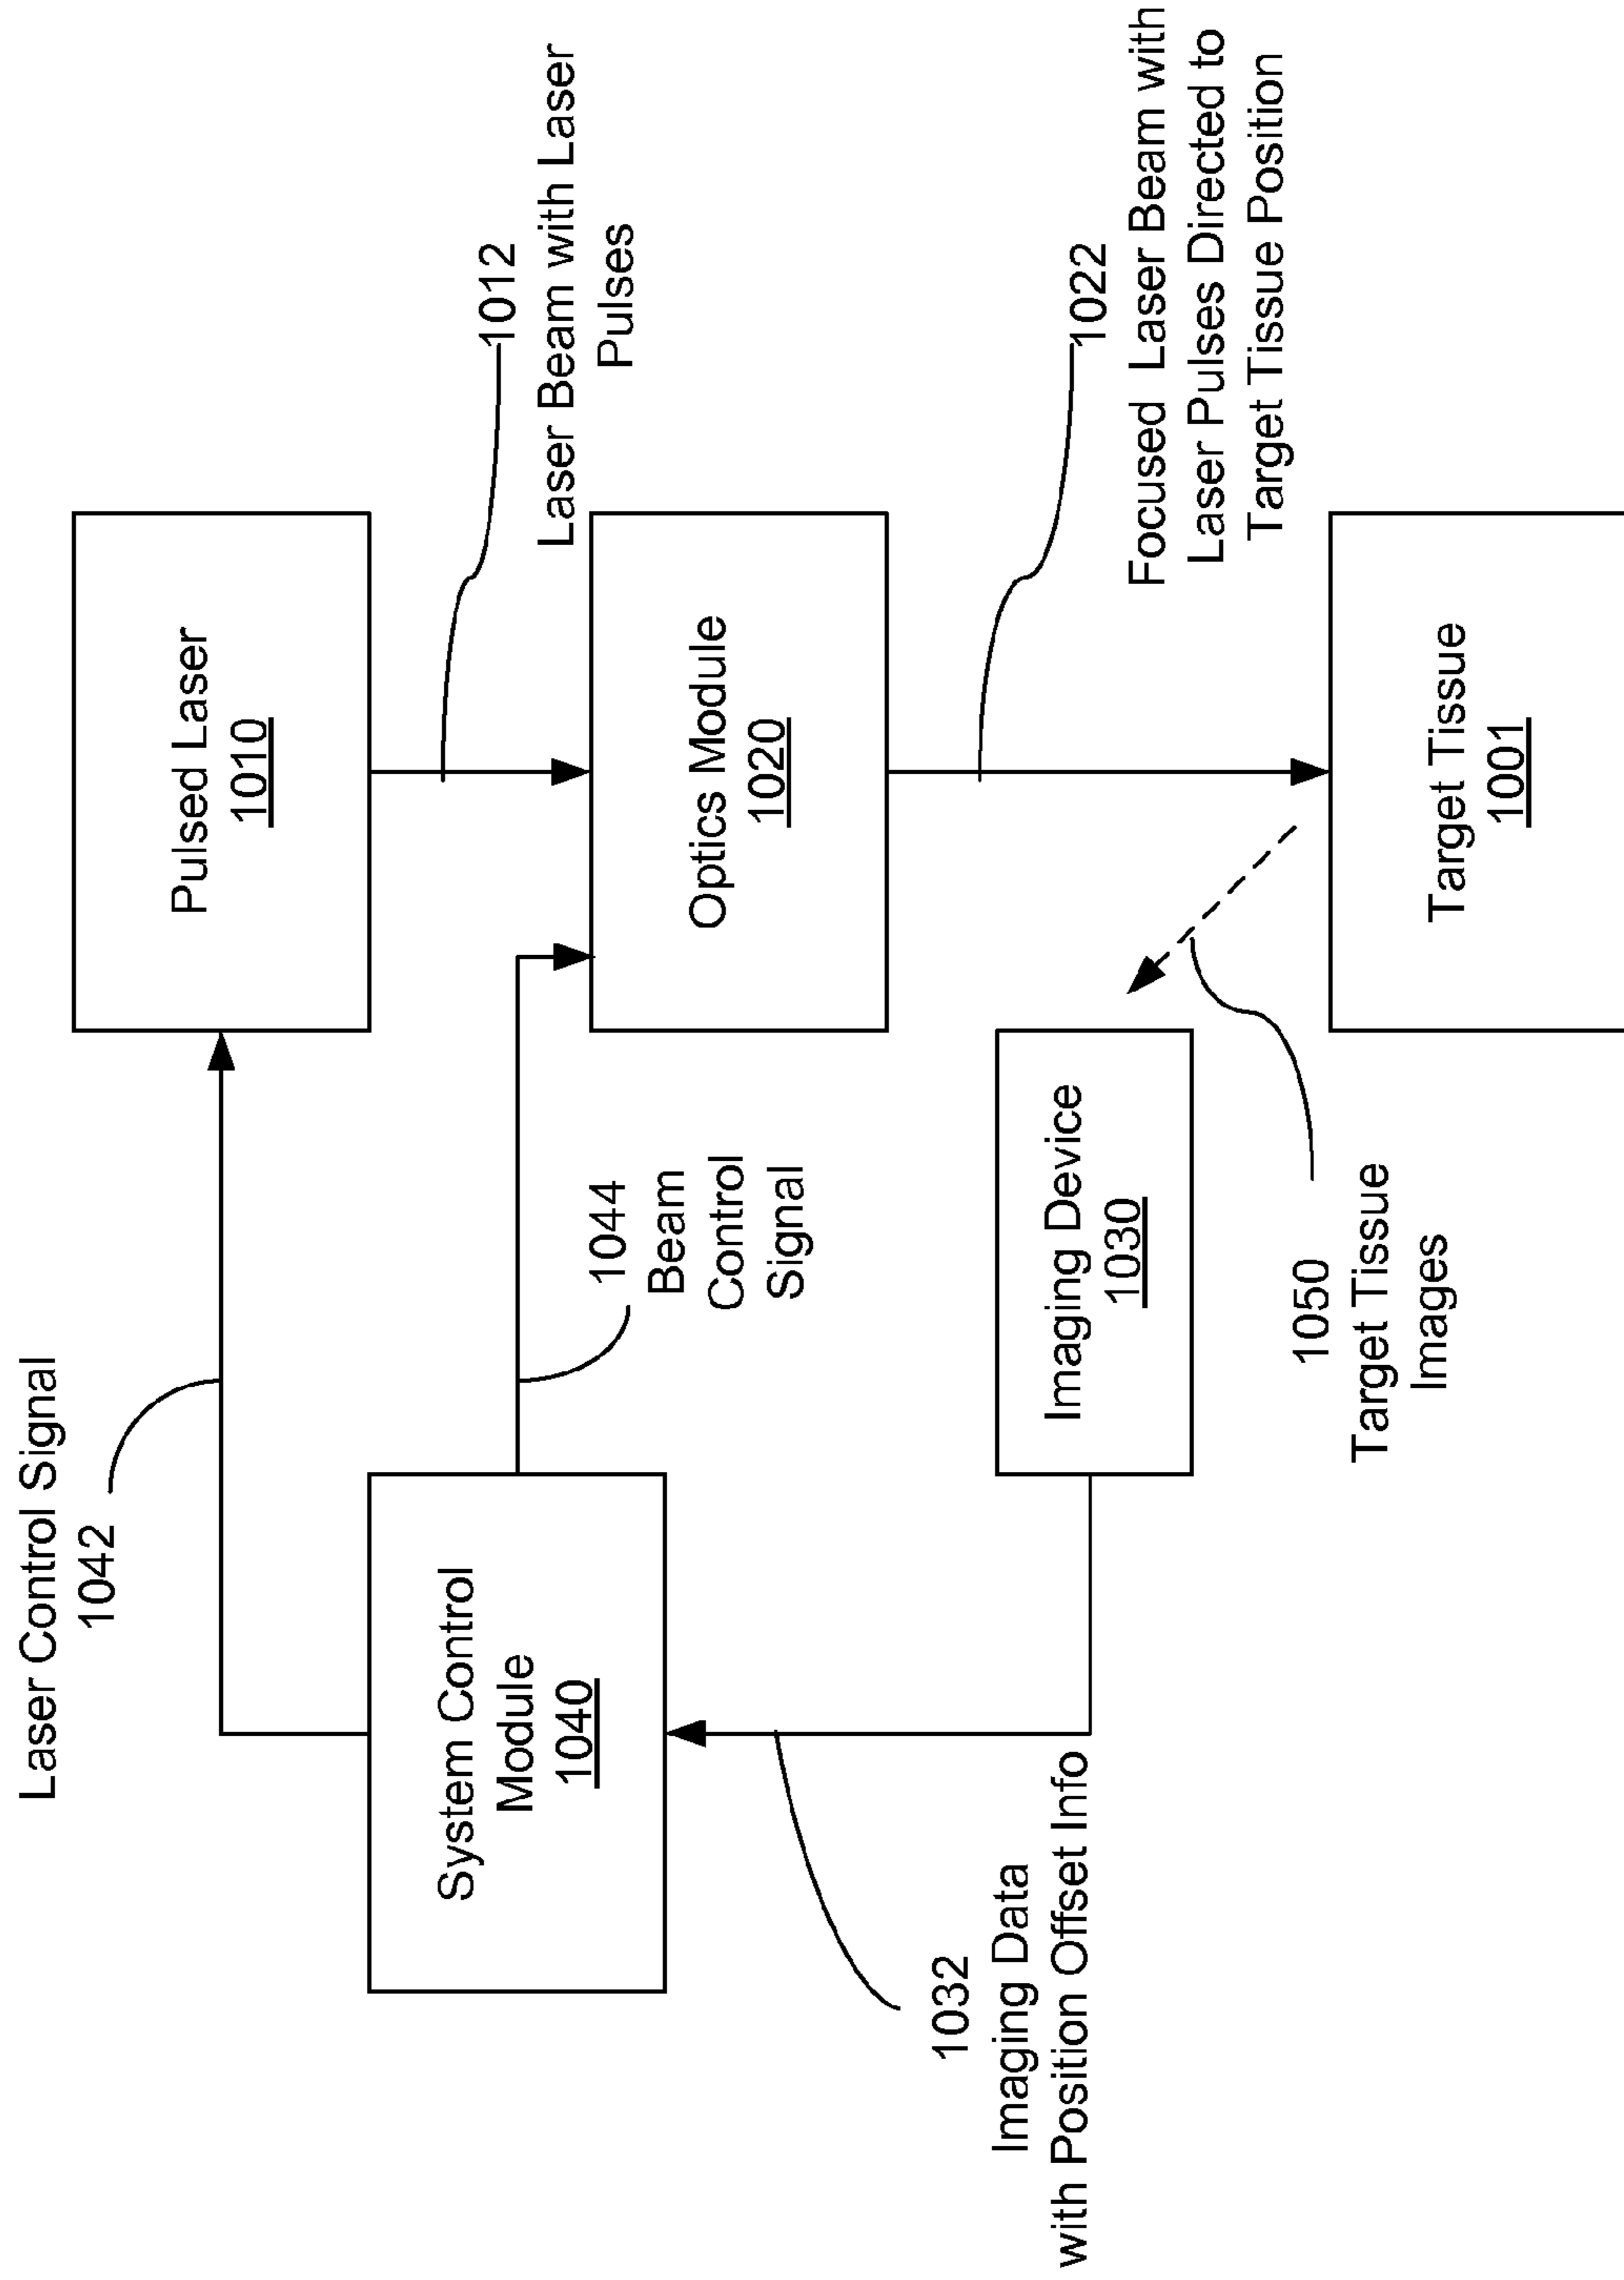 Laser Control Signal
1042
Pulsed Laser
1010
1012
Laser Beam with Laser
Pulses
System Control
Module
1040
1044
Beam
Control
Signal
Optics Module
1020
1032
Imaging Data
with Position Offset Info
Imaging Device
1030
1022
Focused Laser Beam with
Laser Pulses Directed to
Target Tissue Position
1050
Target Tissue
Images
Target Tissue
1001